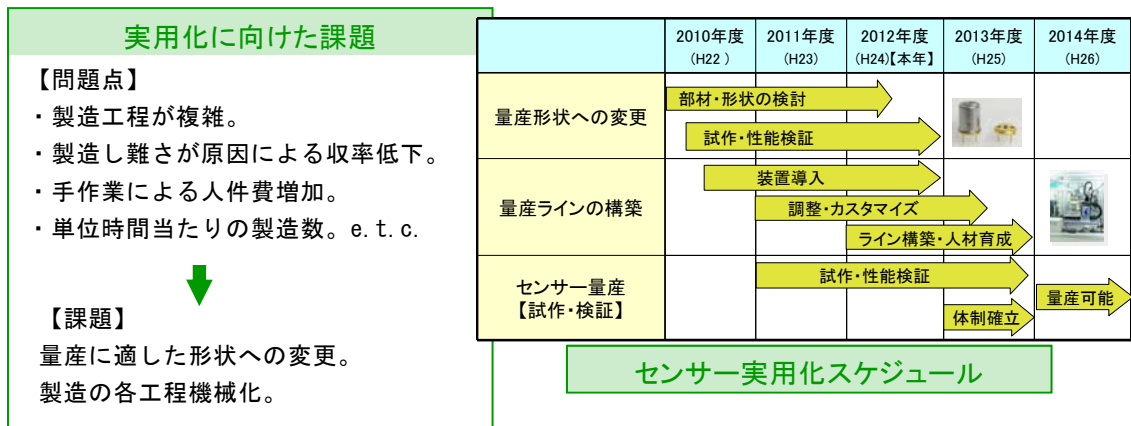 実用化に向けた課題
【問題点】
・製造工程が複雑。
・製造し難さが原因による収率低下。
・手作業による人件費増加。
・単位時間当たりの製造数。e.t.c.
【課題】
量産に適した形状への変更。
製造の各工程機械化。
2010年度 2011年度 2012年度 2013年度 2014年度
(H22 ) (H23) (H24)【本年】 (H25) (H26)
量産形状への変更
部材・形状の検討
試作・性能検証
量産ラインの構築
装置導入
調整・カスタマイズ
ライン構築・人材育成
センサー量産
【試作・検証】
試作・性能検証
体制確立
量産可能
センサー実用化スケジュール